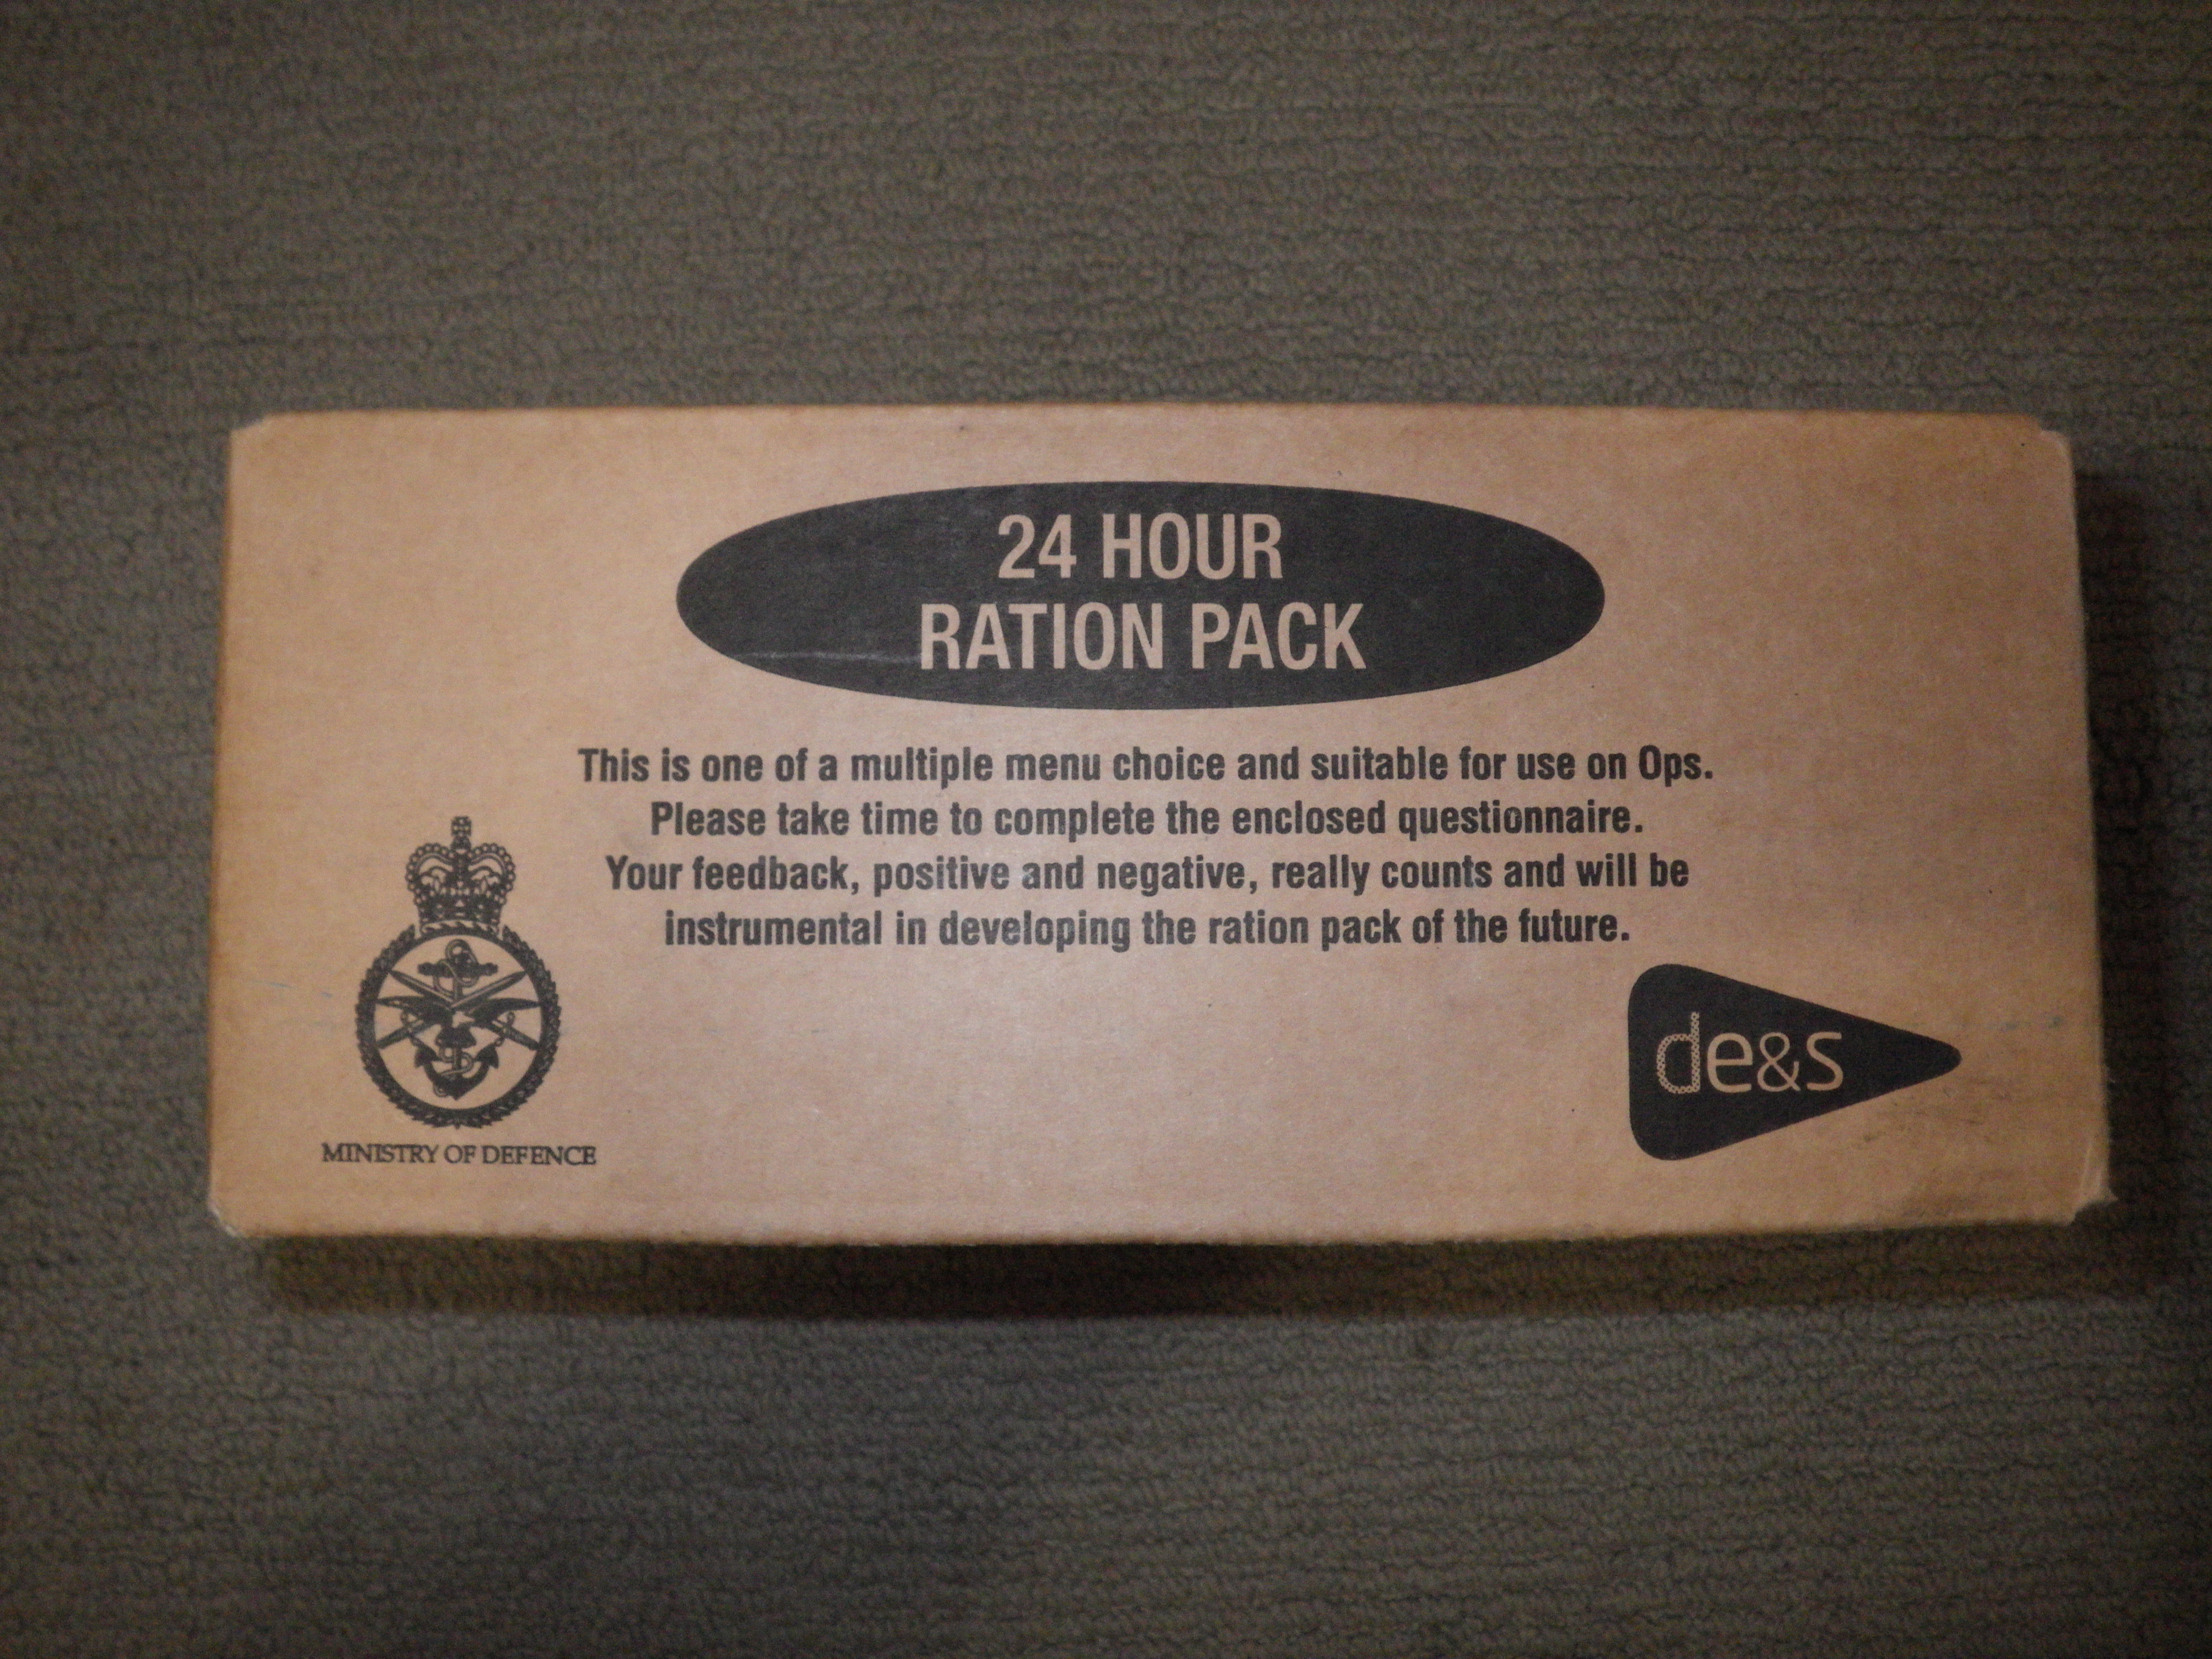 24 HOUR
RATION PACK
This is one of a multiple menu choice and suitable for use on Ops.
Please take time to complete the enclosed questionnaire.
Your feedback, positive and negative, really counts and will be
instrumental in developing the ration pack of the future.
de&s
MINISTRY OF DEFENCE